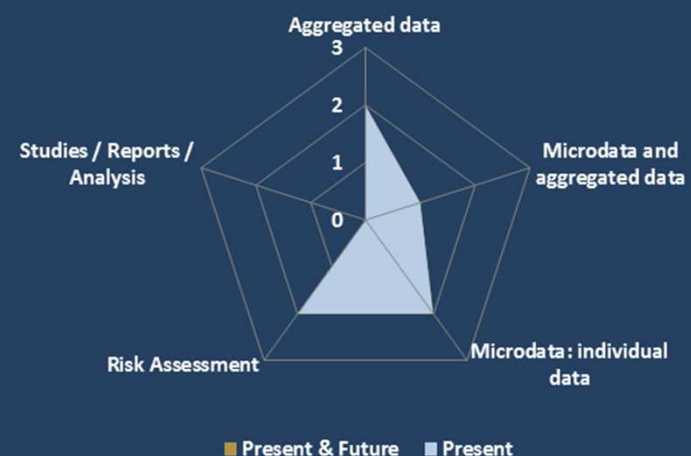 Aggregated data
3
2
1
0
Studies / Reports /
Analysis
Microdata and
aggregated data
Risk Assessment
Microdata: individual
data
Present & Future
Present